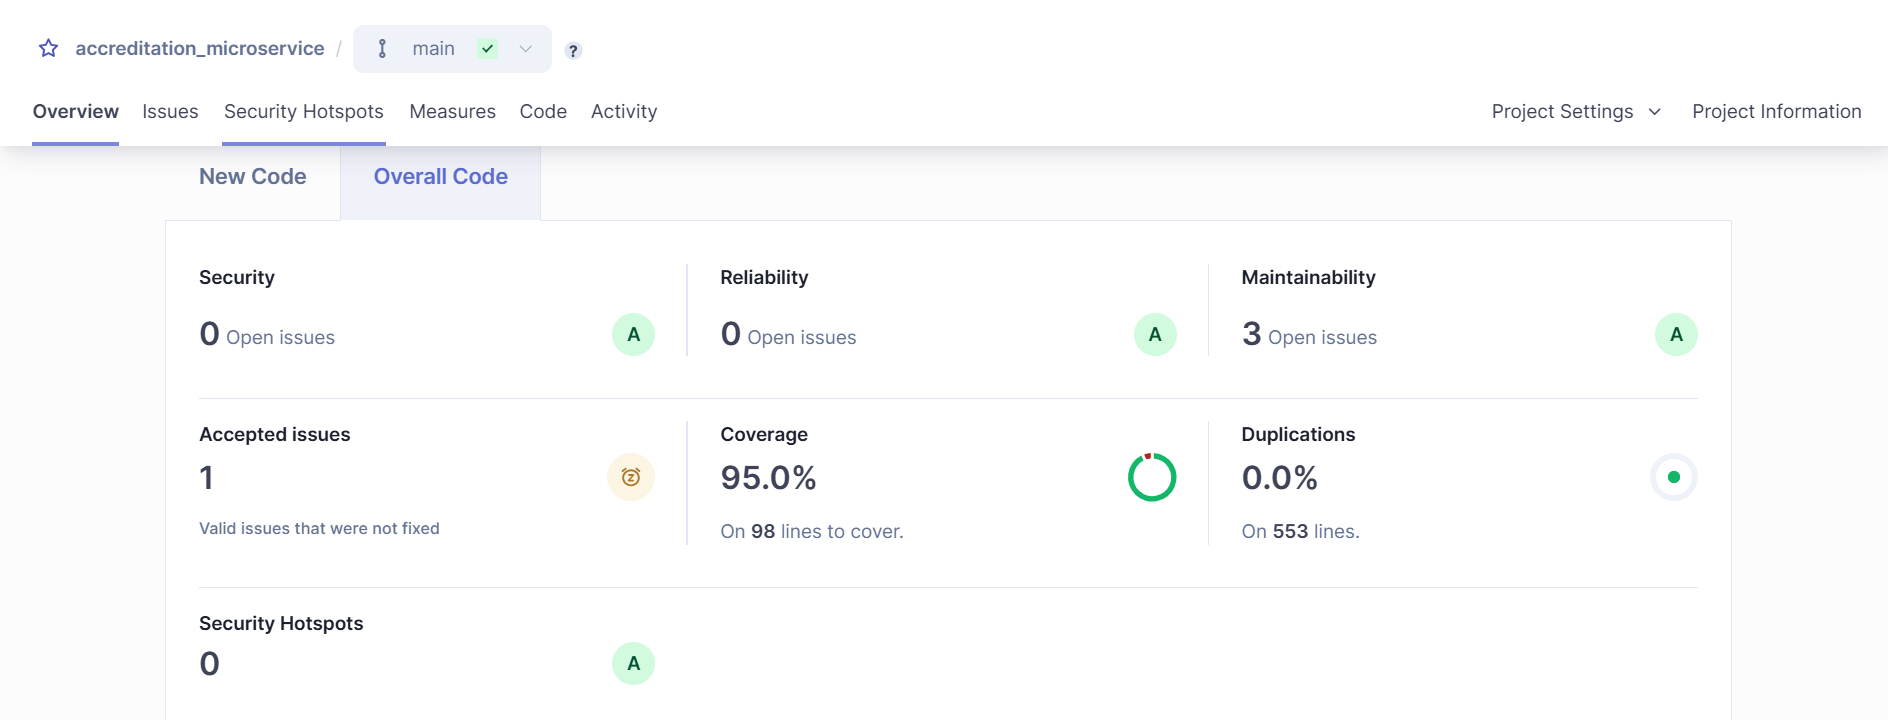 accreditation_microservice / main ?
Overview Issues Security Hotspots Measures Code Activity Project Settings Project Information
New Code Overall Code
Security Reliability Maintainability
0 Open issues A 0 Open issues A 3 Open issues A
Accepted issues Coverage Duplications
1 z 95.0% 0.0%
Valid issues that were not fixed On 98 lines to cover. On 553 lines.
Security Hotspots
0 A